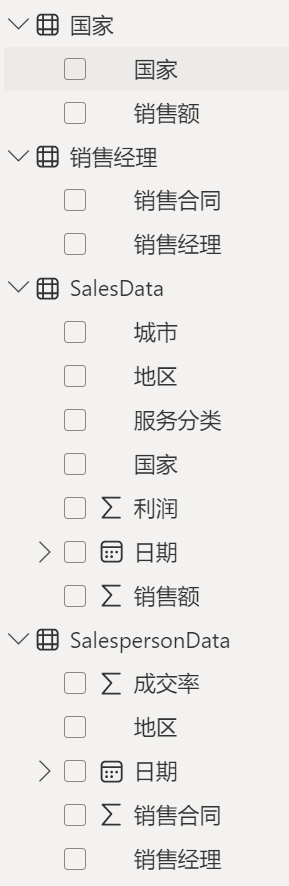 国家
国家
销售额
销售经理
销售合同
销售经理
SalesData
城市
地区
服务分类
国家
利润
日期
销售额
SalespersonData
成交率
地区
日期
销售合同
销售经理